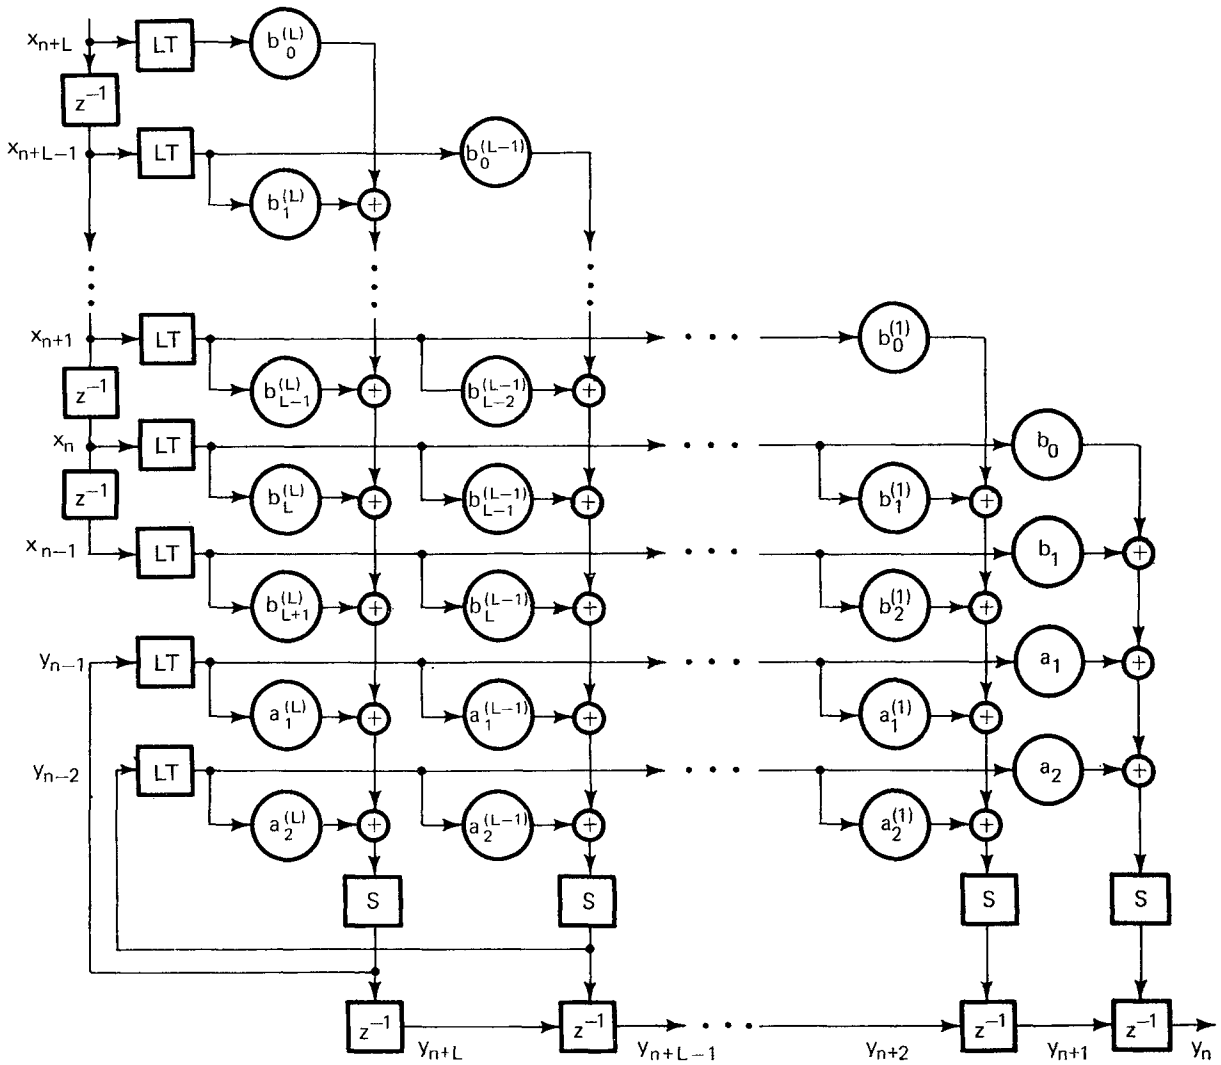 x_{n+L} LT b_0^{(L)}
z^{-1}
x_{n+L-1} LT b_0^{(L-1)}
b_1^{(L)} +
x_{n+1} LT b_0^{(1)}
z^{-1} b_{L-1}^{(L)} + b_{L-2}^{(L-1)} +
x_n LT b_0
z^{-1} b_L^{(L)} + b_{L-1}^{(L-1)} + b_1^{(1)} +
x_{n-1} LT b_1 +
b_{L+1}^{(L)} + b_L^{(L-1)} + b_2^{(1)} +
y_{n-1} LT a_1 +
a_1^{(L)} + a_1^{(L-1)} + a_1^{(1)} +
y_{n-2} LT a_2 +
a_2^{(L)} + a_2^{(L-1)} + a_2^{(1)} +
S S S S
z^{-1} z^{-1} z^{-1} z^{-1}
y_{n+L} y_{n+L-1} y_{n+2} y_{n+1} y_n